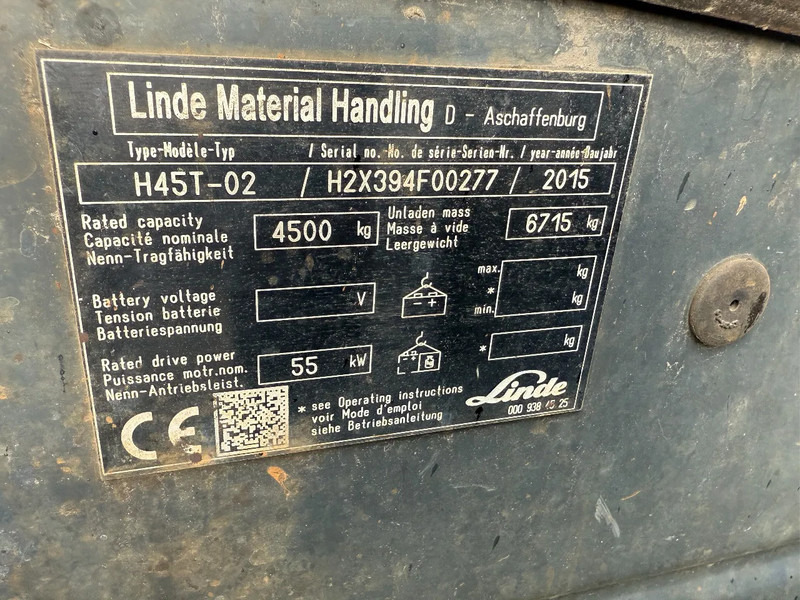 Linde Material Handling D - Aschaffenburg
Type-Modèle-Typ / Serial no.-No. de série-Serien-Nr. / year-année-Baujahr
H45T-02 / H2X394F00277 / 2015
Rated capacity
Capacité nominale
Nenn-Tragfähigkeit
4500 kg
Unladen mass
Masse à vide
Leergewicht
6715 kg
Battery voltage
Tension batterie
Batteriespannung
V
- +
max. kg
*
min. kg
Rated drive power
Puissance motr.nom.
Nenn-Antriebsleist.
55 kW
* kg
CE
* see Operating instructions
voir Mode d'emploi
siehe Betriebsanleitung
Linde
000 938 25